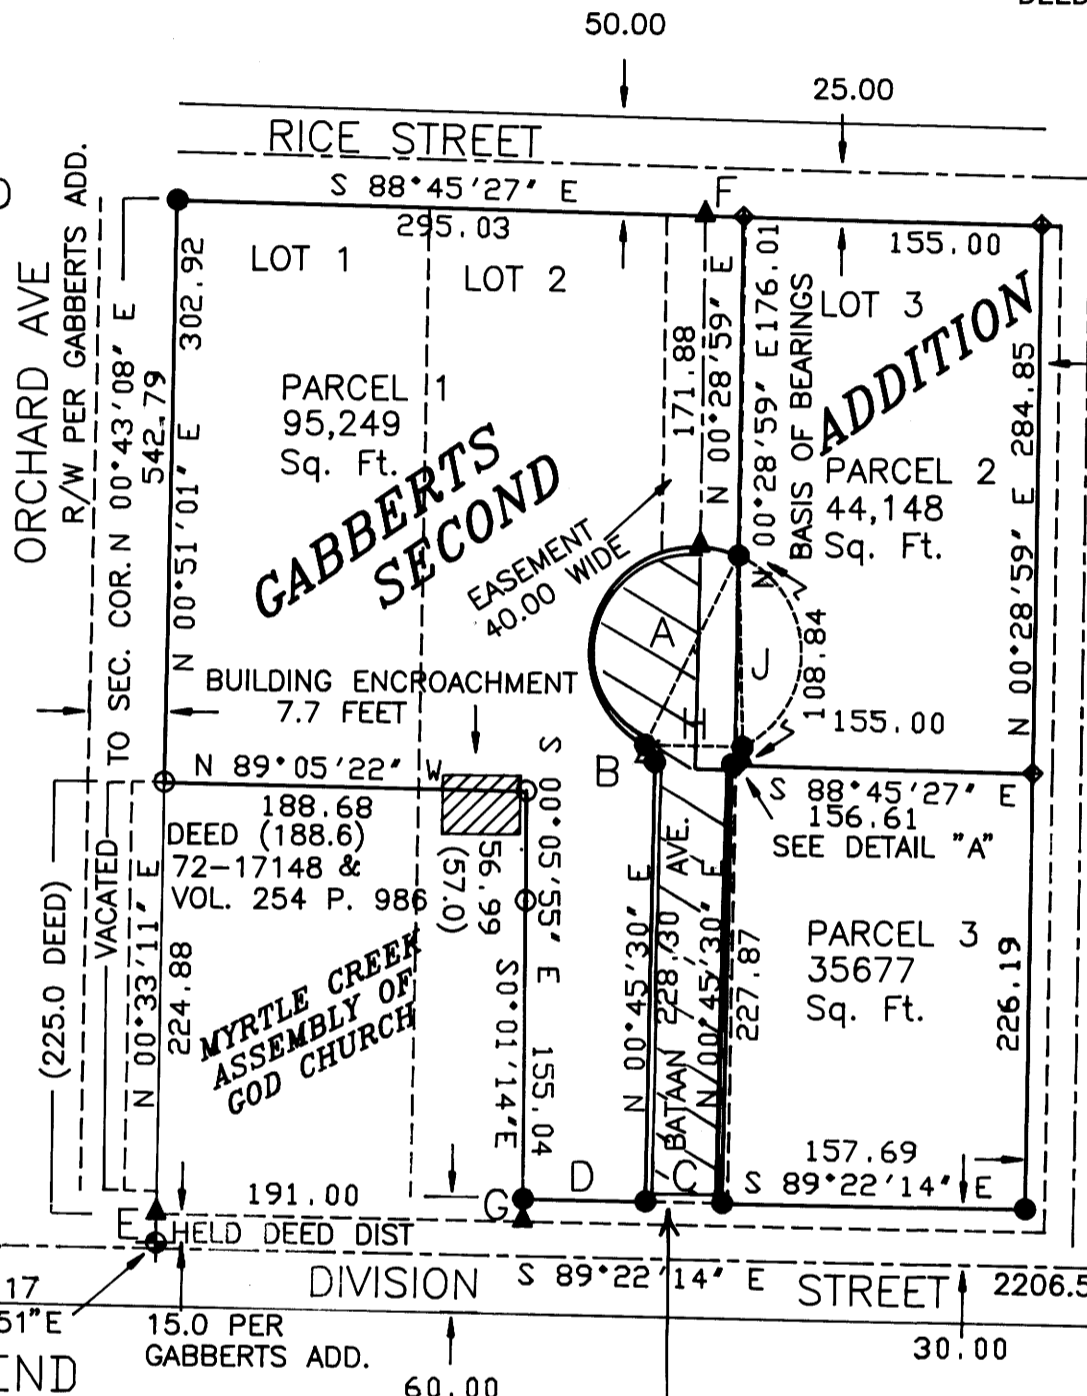 50.00
25.00
RICE STREET
S 88°45'27" E
295.03
F
155.00
ORCHARD AVE
R/W PER GABBERTS ADD.
TO SEC. COR. N 00°43'08" E
542.79
302.92
N 00°51'01" E
LOT 1
LOT 2
LOT 3
PARCEL 1
95,249
Sq. Ft.
GABBERTS
SECOND
ADDITION
EASEMENT
40.00 WIDE
171.88
N 00°28'59" E
N 00°28'59" E 176.01
BASIS OF BEARINGS
PARCEL 2
44,148
Sq. Ft.
N 00°28'59" E 284.85
A
J
H
B
108.84
155.00
BUILDING ENCROACHMENT
7.7 FEET
N 89°05'22" W
188.68
DEED (188.6)
72-17148 &
VOL. 254 P. 986
56.99
(57.0)
S 00°05'55" E
S0°01'14"E 155.04
S 88°45'27" E
156.61
SEE DETAIL "A"
(225.0 DEED)
VACATED
N 00°33'11" E
224.88
MYRTLE CREEK
ASSEMBLY OF
GOD CHURCH
N 00°45'30" E
228.30
BATAAN AVE.
N 00°45'30" E
227.87
PARCEL 3
35677
Sq. Ft.
226.19
157.69
S 89°22'14" E
191.00
D
C
G
E
HELD DEED DIST
DIVISION STREET
S 89°22'14" E
2206.5
17
51"E
15.0 PER
GABBERTS ADD.
30.00
60.00
END